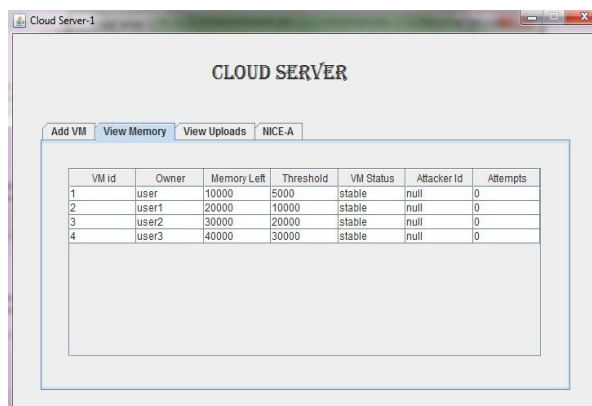 Cloud Server-1
CLOUD SERVER
Add VM View Memory View Uploads NICE-A
VM id Owner Memory Left Threshold VM Status Attacker Id Attempts
1 user 10000 5000 stable null 0
2 user1 20000 10000 stable null 0
3 user2 30000 20000 stable null 0
4 user3 40000 30000 stable null 0